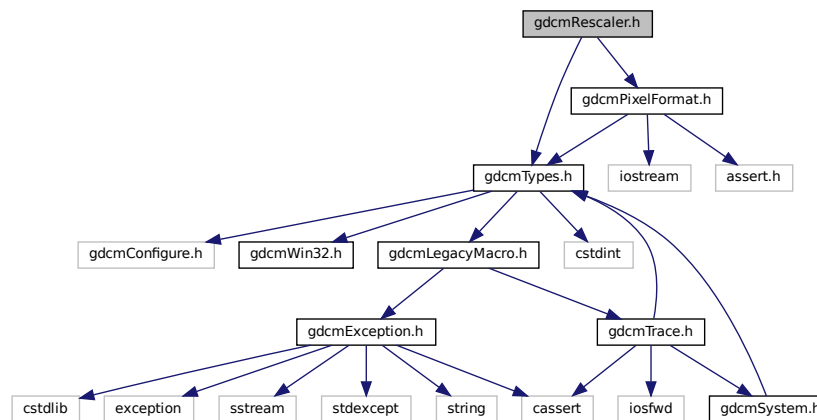 gdcmRescaler.h
gdcmPixelFormat.h
gdcmTypes.h
iostream
assert.h
gdcmConfigure.h
gdcmWin32.h
gdcmLegacyMacro.h
cstdint
gdcmException.h
gdcmTrace.h
cstdlib
exception
sstream
stdexcept
string
cassert
iosfwd
gdcmSystem.h